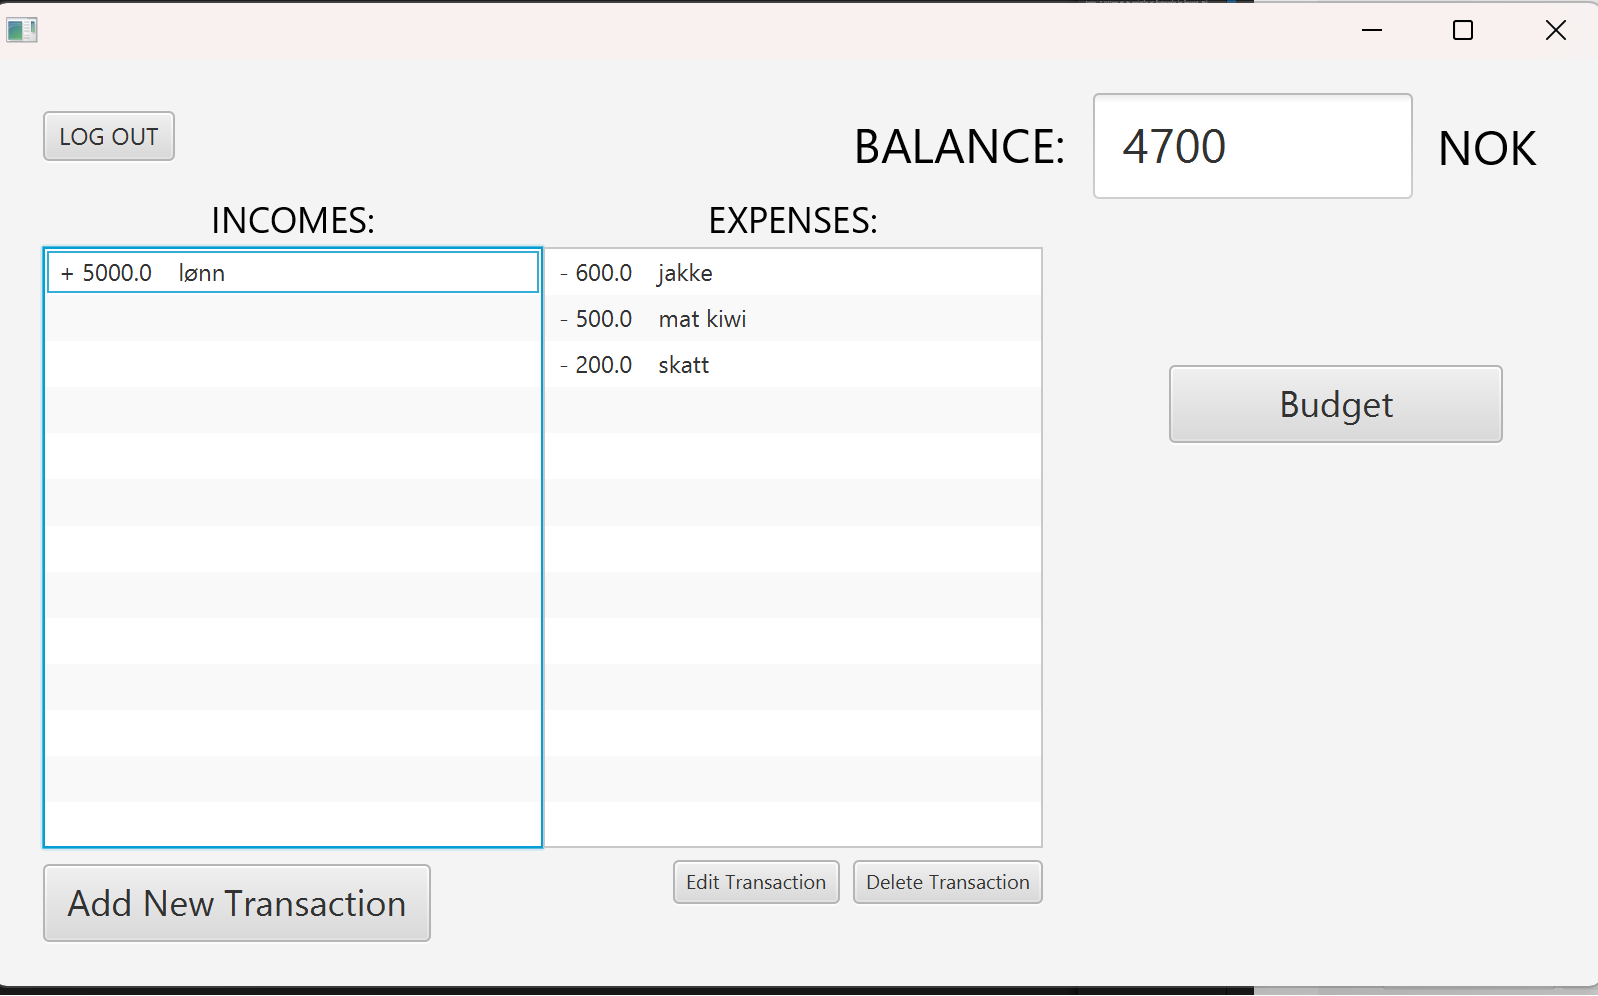 LOG OUT
BALANCE: 4700 NOK
INCOMES: EXPENSES:
+ 5000.0 lønn
- 600.0 jakke
- 500.0 mat kiwi
- 200.0 skatt
Budget
Edit Transaction Delete Transaction
Add New Transaction